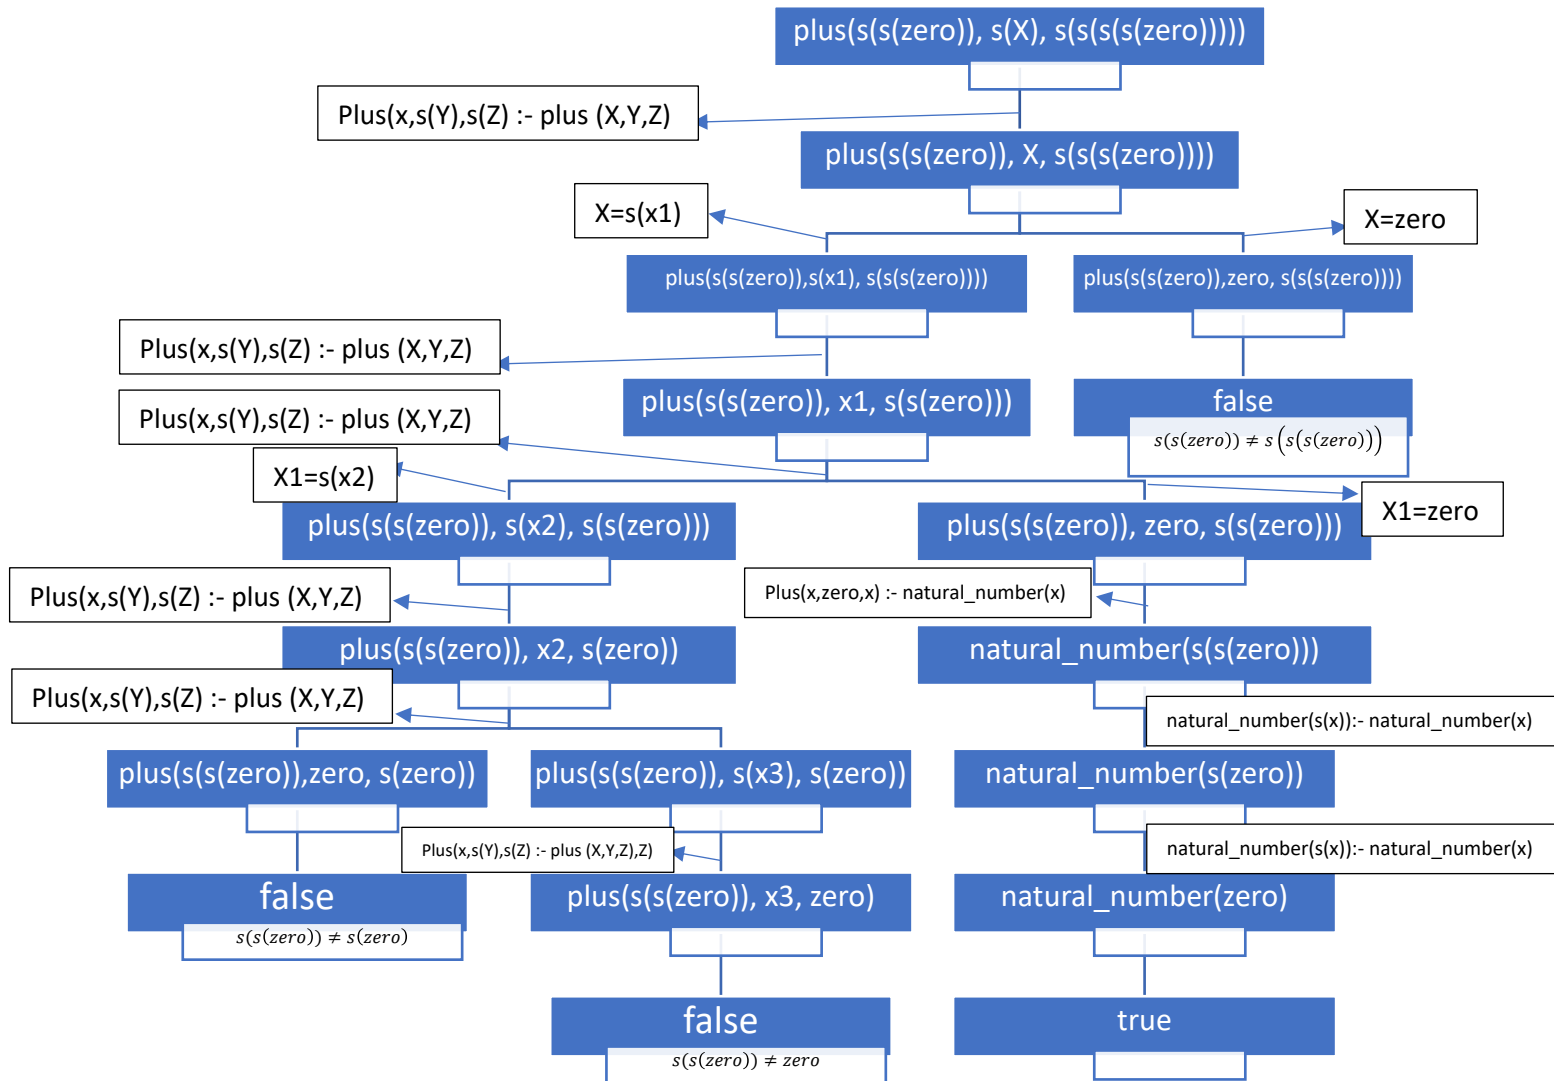 plus(s(s(zero)), s(X), s(s(s(s(zero)))))
Plus(x,s(Y),s(Z) :- plus (X,Y,Z)
plus(s(s(zero)), X, s(s(s(zero))))
X=s(x1)
X=zero
plus(s(s(zero)),s(x1), s(s(s(zero))))
plus(s(s(zero)),zero, s(s(s(zero))))
Plus(x,s(Y),s(Z) :- plus (X,Y,Z)
plus(s(s(zero)), x1, s(s(zero)))
false
s(s(zero)) ≠ s(s(s(zero)))
Plus(x,s(Y),s(Z) :- plus (X,Y,Z)
X1=s(x2)
X1=zero
plus(s(s(zero)), s(x2), s(s(zero)))
plus(s(s(zero)), zero, s(s(zero)))
Plus(x,s(Y),s(Z) :- plus (X,Y,Z)
Plus(x,zero,x) :- natural_number(x)
plus(s(s(zero)), x2, s(zero))
natural_number(s(s(zero)))
Plus(x,s(Y),s(Z) :- plus (X,Y,Z)
natural_number(s(x)):- natural_number(x)
plus(s(s(zero)),zero, s(zero))
plus(s(s(zero)), s(x3), s(zero))
natural_number(s(zero))
Plus(x,s(Y),s(Z) :- plus (X,Y,Z),Z)
natural_number(s(x)):- natural_number(x)
false
s(s(zero)) ≠ s(zero)
plus(s(s(zero)), x3, zero)
natural_number(zero)
false
s(s(zero)) ≠ zero
true